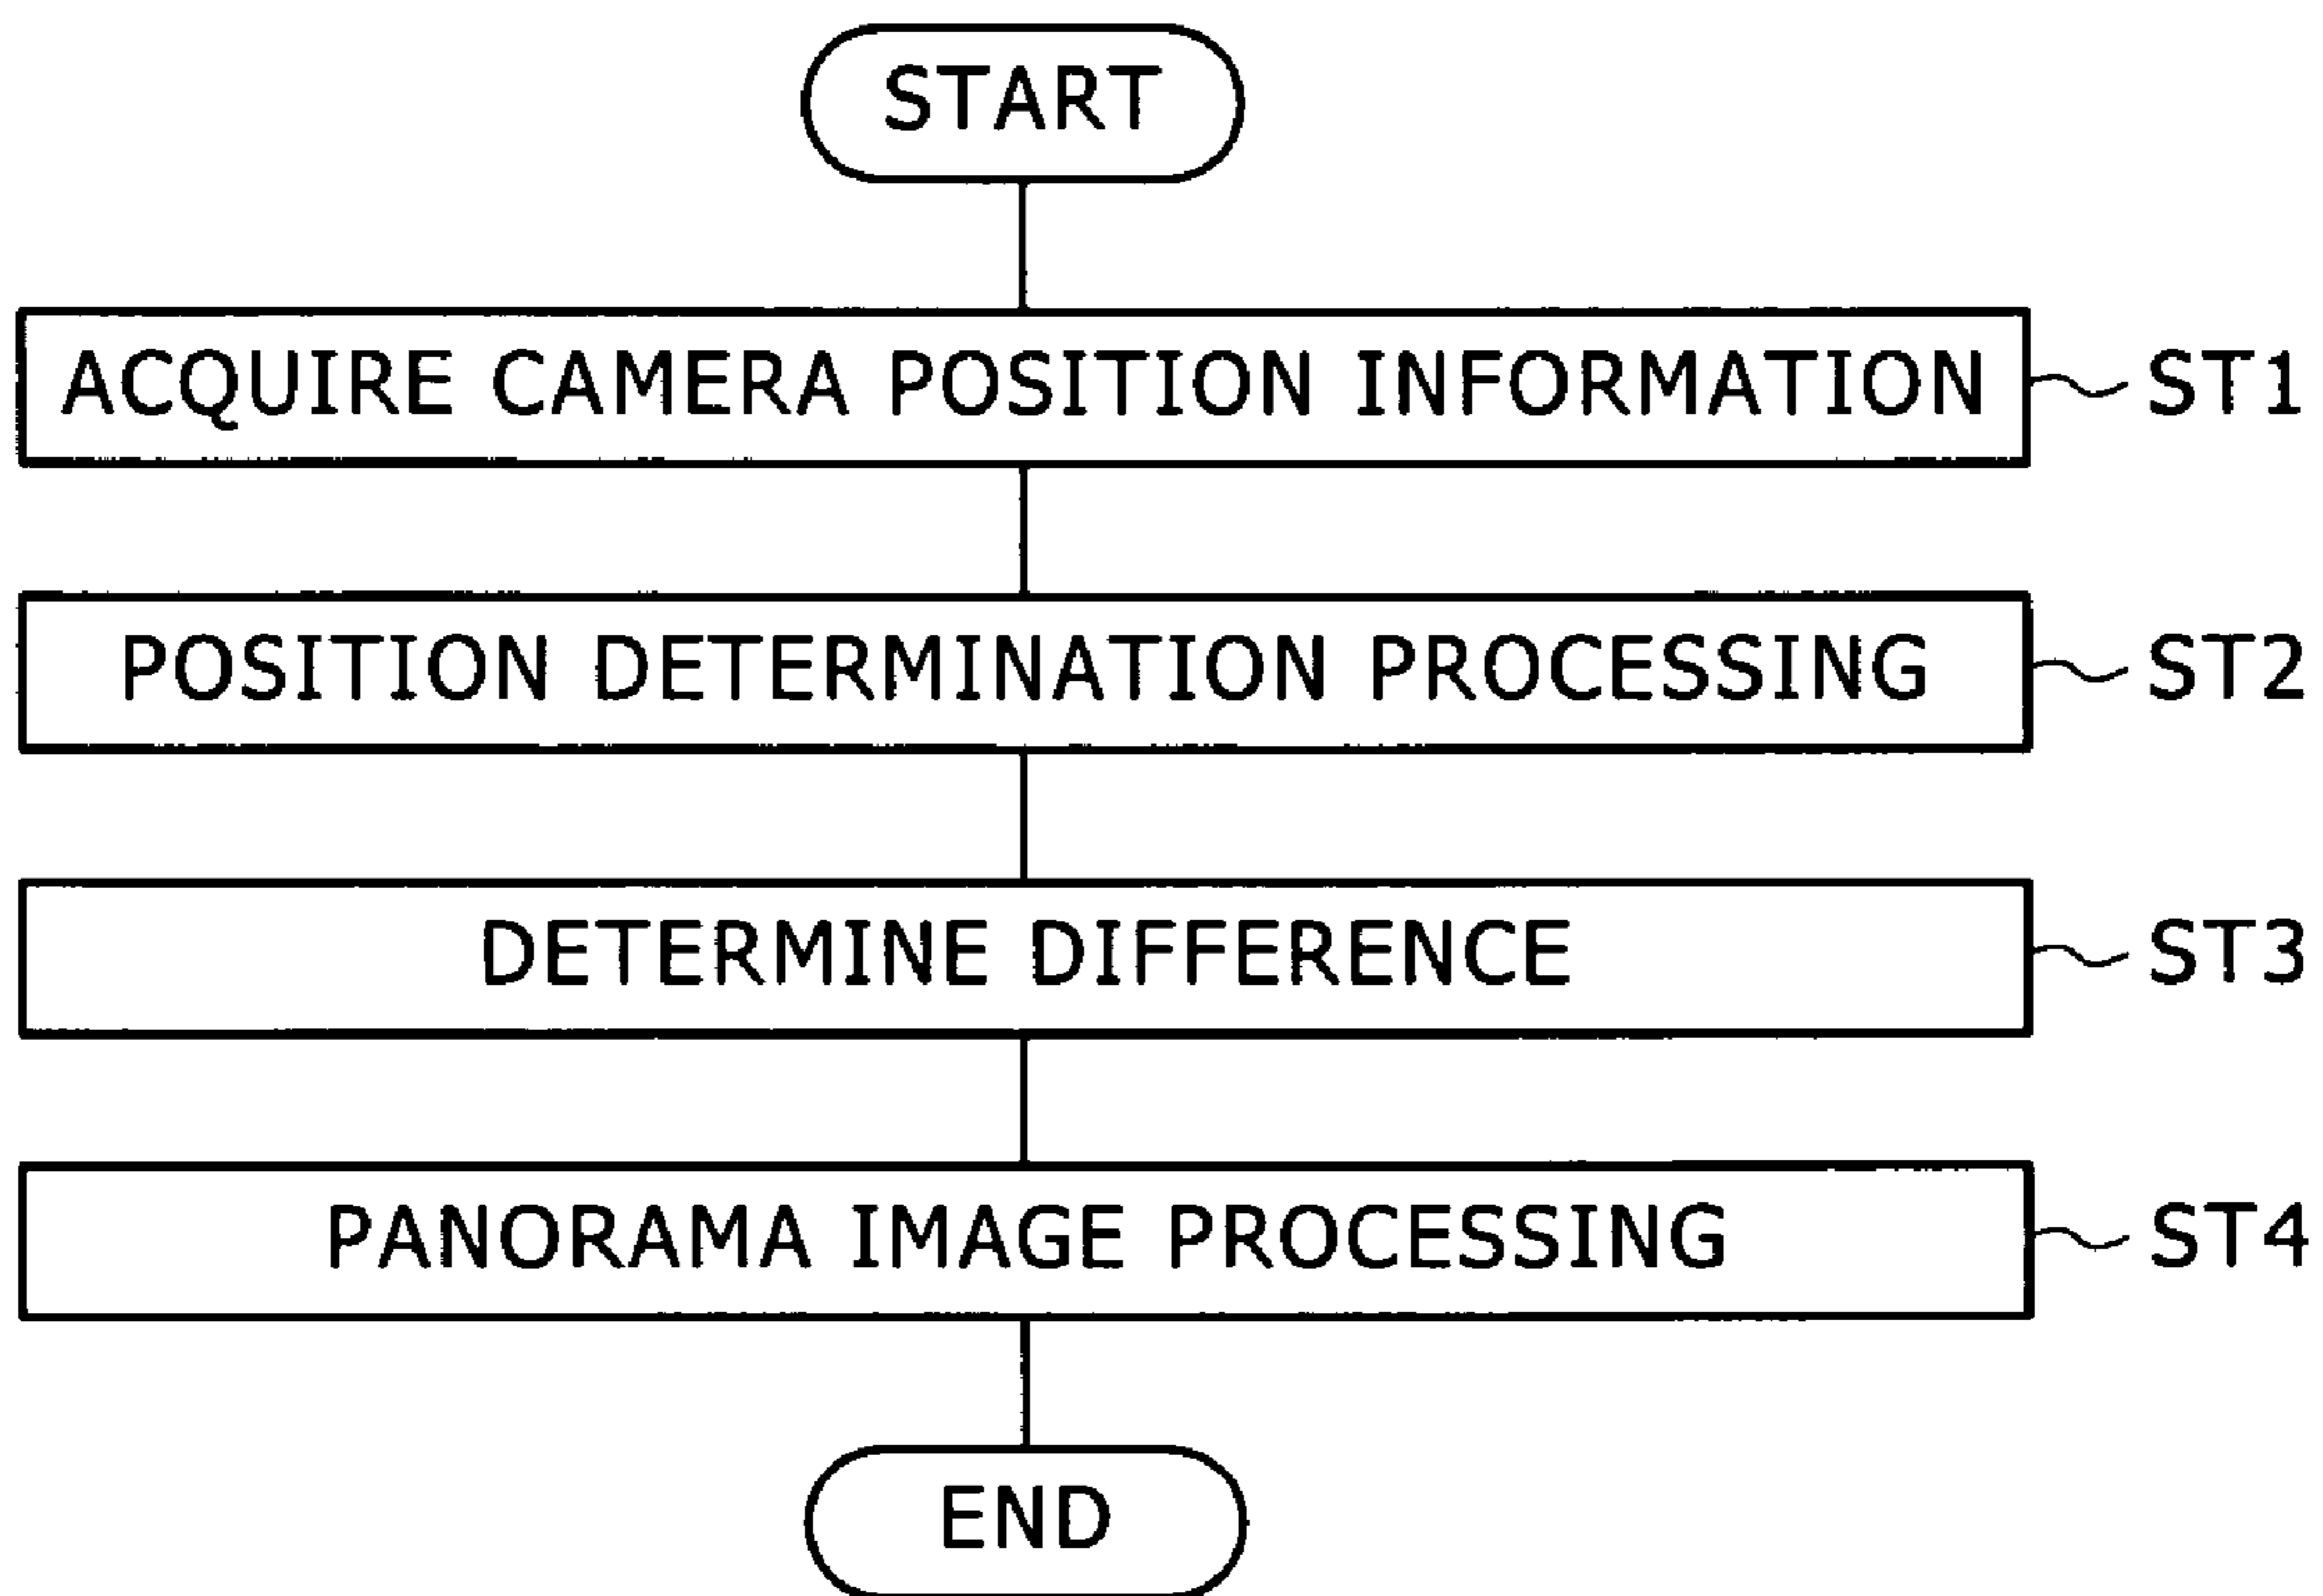 START
ACQUIRE CAMERA POSITION INFORMATION ST1
POSITION DETERMINATION PROCESSING ST2
DETERMINE DIFFERENCE ST3
PANORAMA IMAGE PROCESSING ST4
END